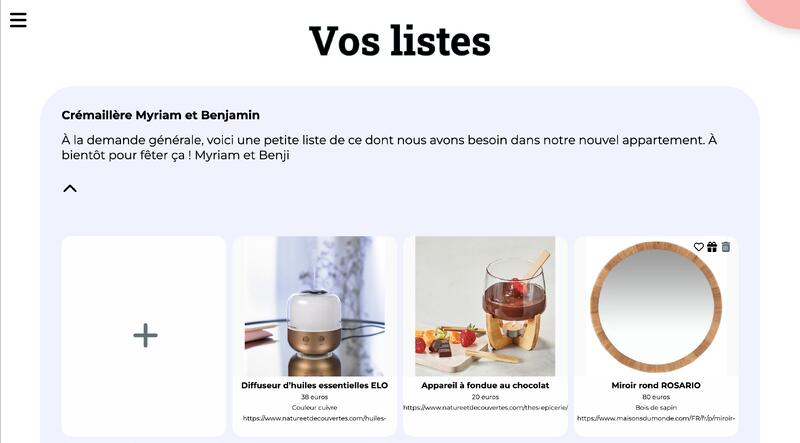 Vos listes
Crémaillère Myriam et Benjamin
À la demande générale, voici une petite liste de ce dont nous avons besoin dans notre nouvel appartement. À
bientôt pour fêter ça ! Myriam et Benji
Diffuseur d'huiles essentielles ELO
38 euros
Couleur cuivre
https://www.natureetdecouvertes.com/huiles-
Appareil à fondue au chocolat
20 euros
https://www.natureetdecouvertes.com/thes-epicerie/
Miroir rond ROSARIO
80 euros
Bois de sapin
https://www.maisonsdumonde.com/FR/fr/p/miroir-